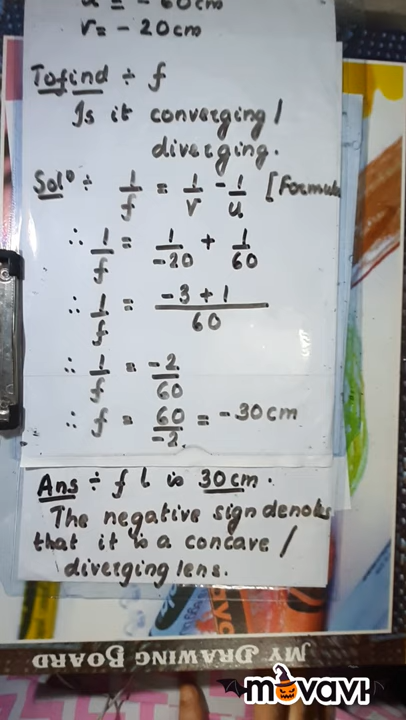 u = - 60cm
v = - 20cm
To find ÷ f
Is it converging /
diverging.
Solⁿ ÷ 1/f = 1/v - 1/u [Formula
∴ 1/f = 1/-20 + 1/60
∴ 1/f = -3 + 1/60
∴ 1/f = -2/60
∴ f = 60/-2 = -30cm
Ans ÷ f l is 30cm.
The negative sign denotes
that it is a concave /
diverging lens.
MY DRAWING BOARD
movavi